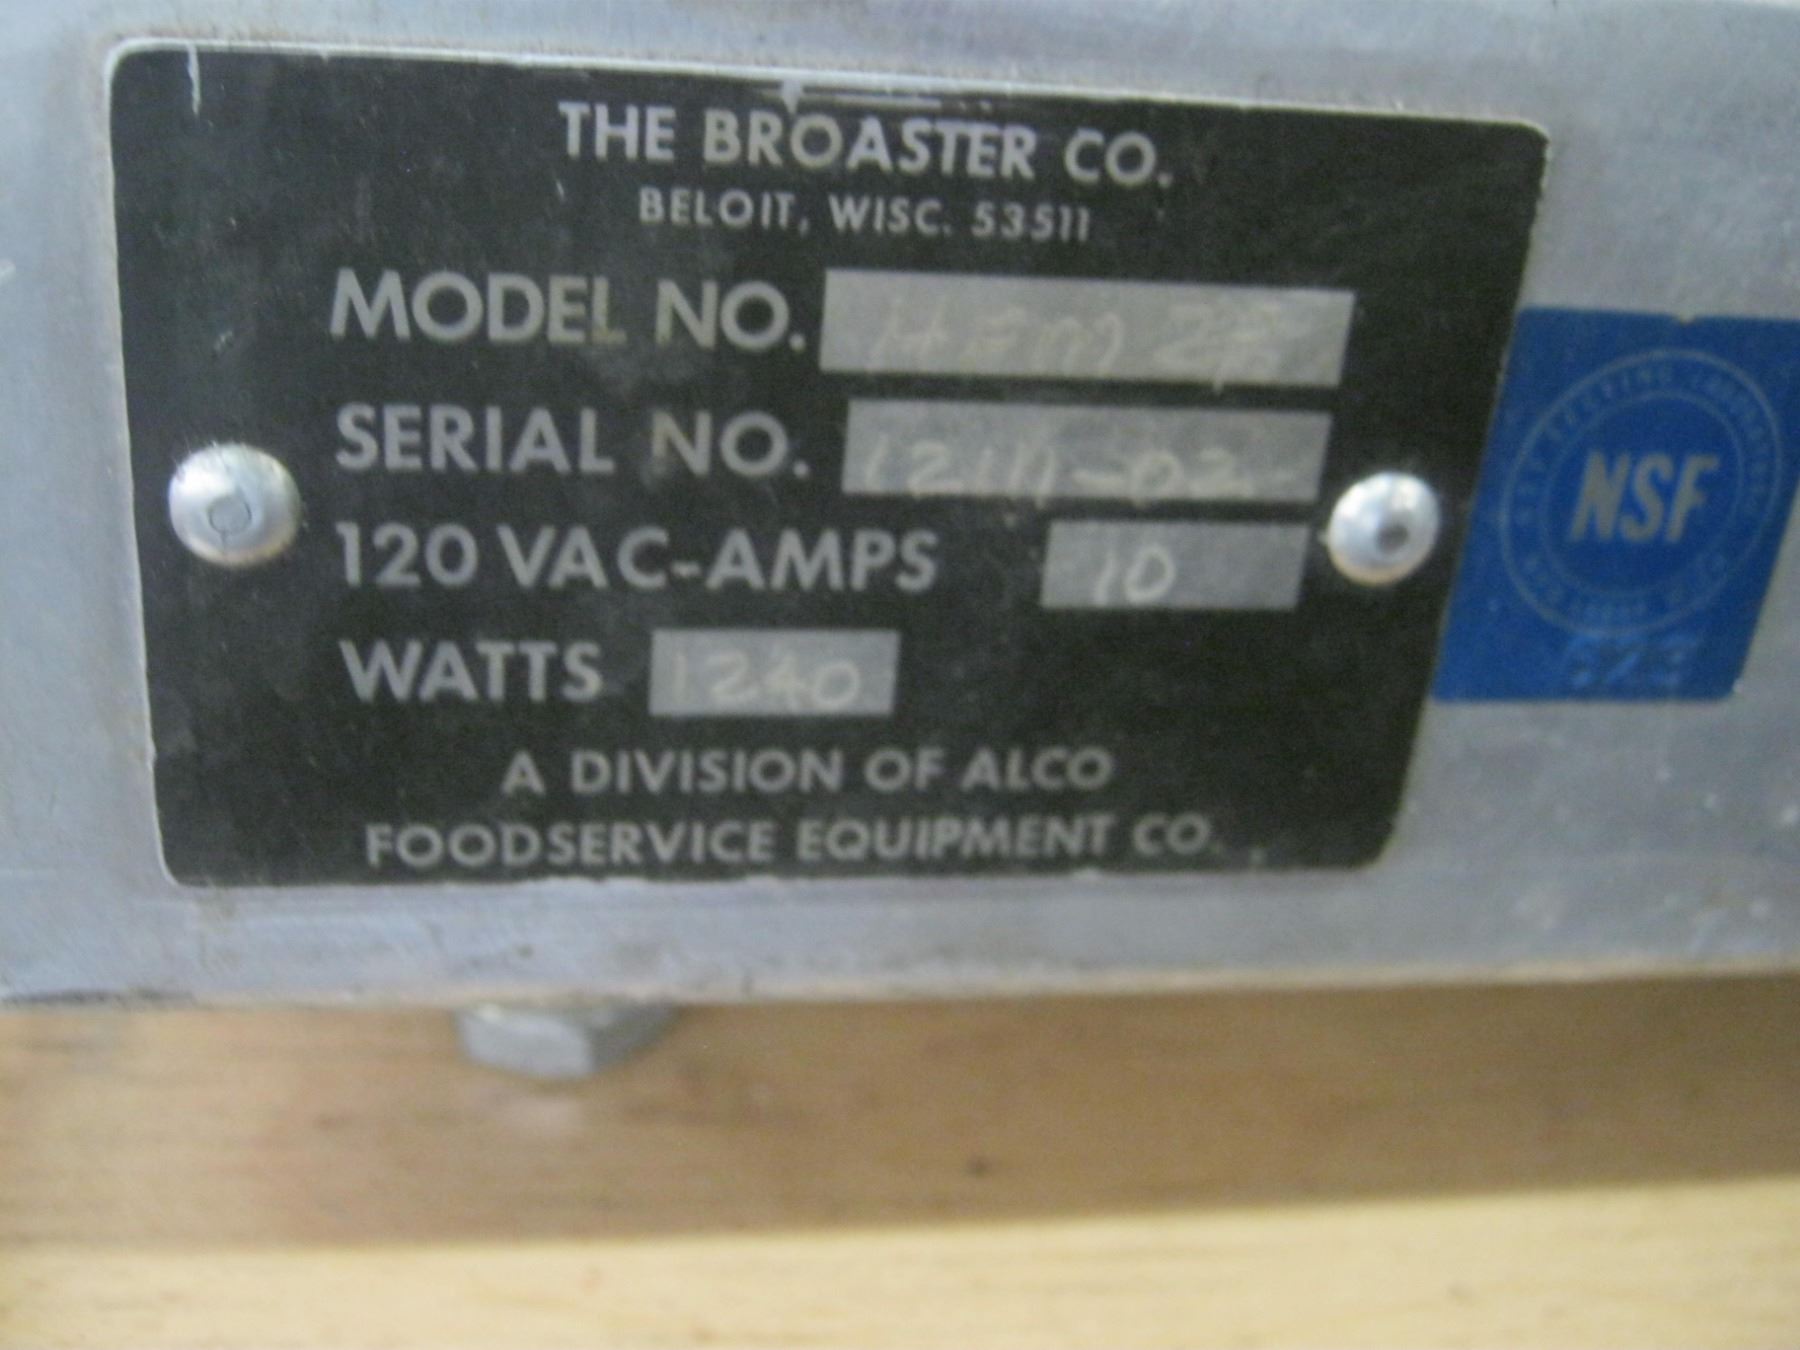 THE BROASTER CO.
BELOIT, WISC. 53511
MODEL NO.
SERIAL NO.
120 VAC-AMPS 10
WATTS 1240
A DIVISION OF ALCO
FOODSERVICE EQUIPMENT CO.
NSF